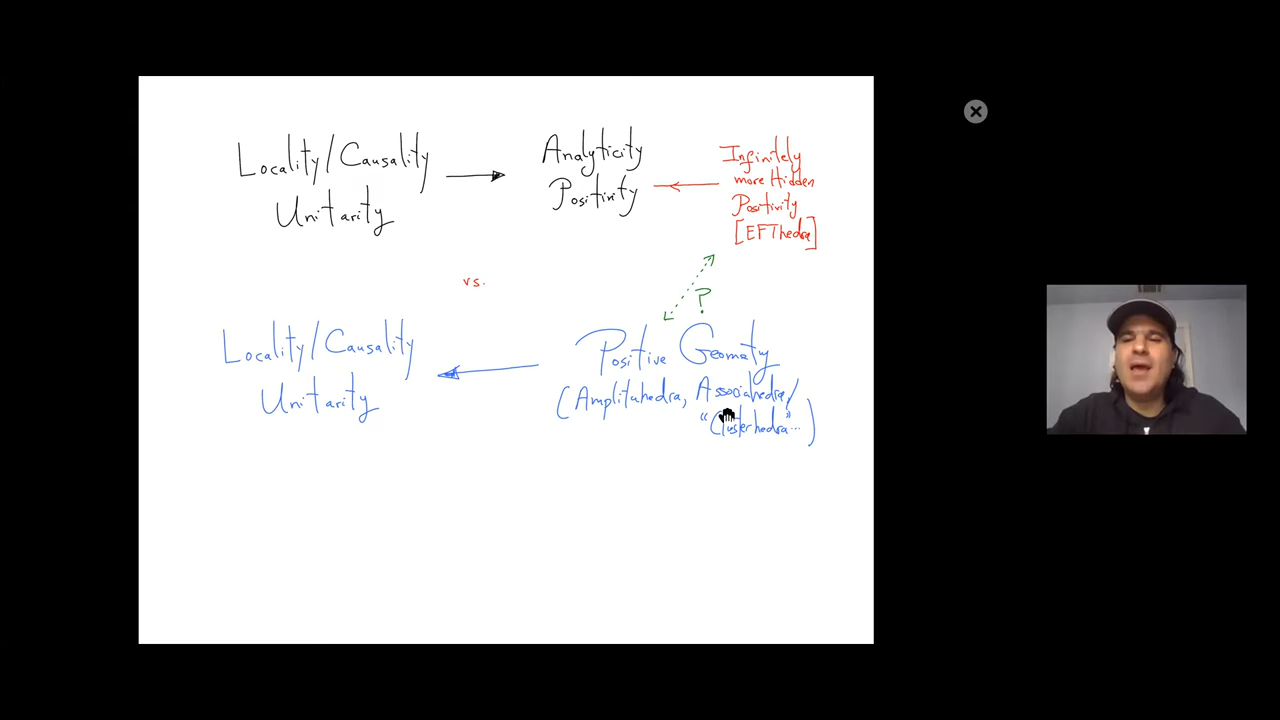 Locality/Causality
Unitarity
Analyticity
Positivity
Infinitely
more Hidden
Positivity
[EFThedra]
vs.
?
Locality/Causality
Unitarity
Positive Geometry
(Amplituhedra, Associahedra/
"Clusterhedra"...)